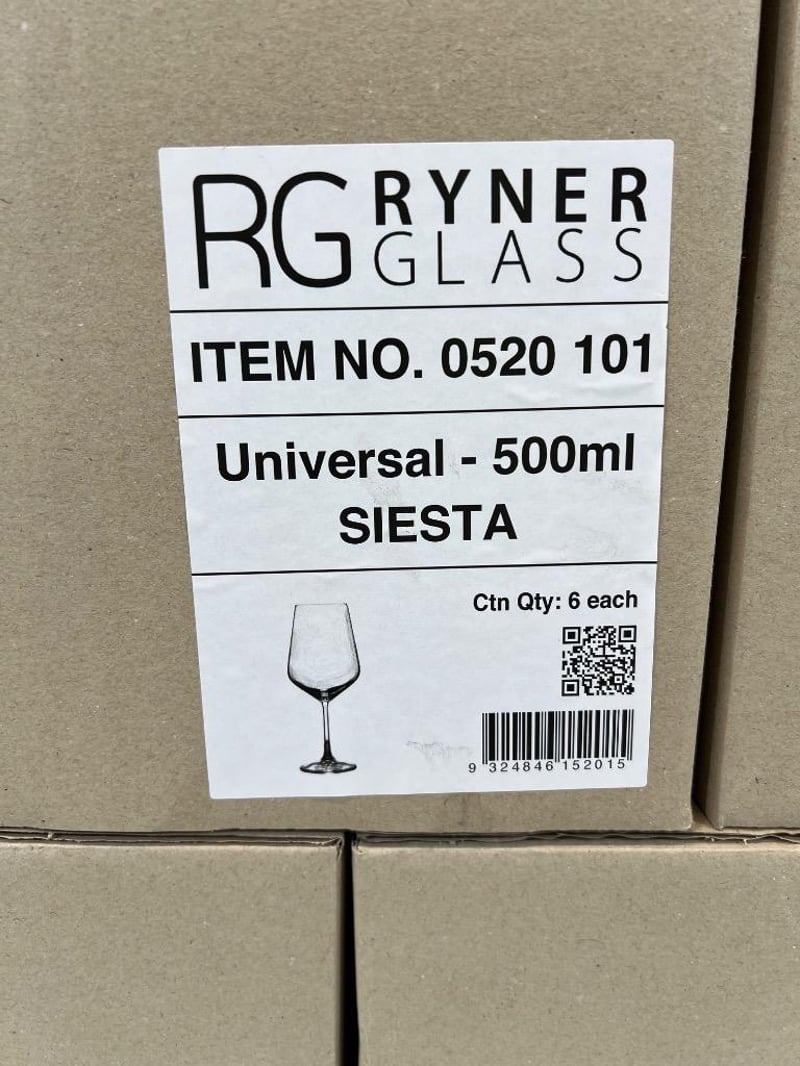 RG RYNER
GLASS
ITEM NO. 0520 101
Universal - 500ml
SIESTA
Ctn Qty: 6 each
9 324846 152015